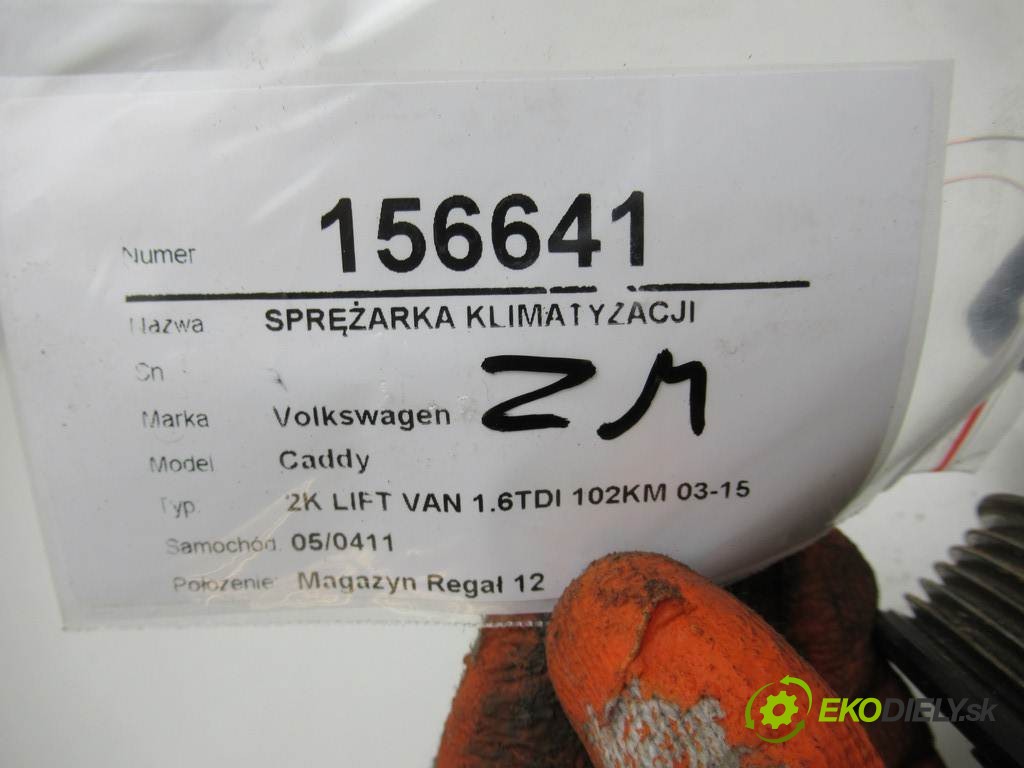 Numer 156641
Nazwa SPRĘŻARKA KLIMATYZACJI
Sn
Marka Volkswagen
Model Caddy
Typ: 2K LIFT VAN 1.6TDI 102KM 03-15
Samochód: 05/0411
Położenie: Magazyn Regał 12
EKODIELY.sk